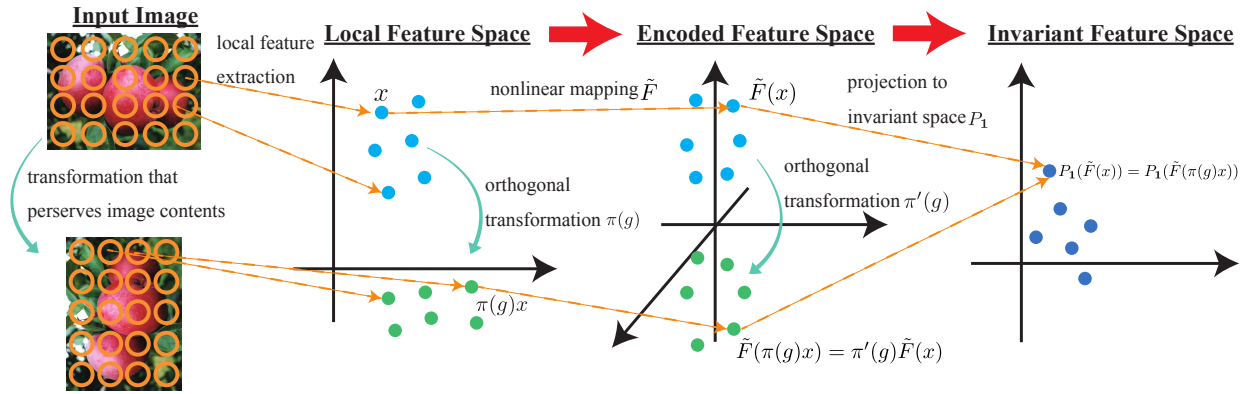 Input Image
local feature
extraction
transformation that
perserves image contents
Local Feature Space
x
nonlinear mapping F̃
orthogonal
transformation π(g)
π(g)x
Encoded Feature Space
F̃(x)
projection to
invariant space P₁
orthogonal
transformation π′(g)
F̃(π(g)x) = π′(g)F̃(x)
Invariant Feature Space
P₁(F̃(x)) = P₁(F̃(π(g)x))